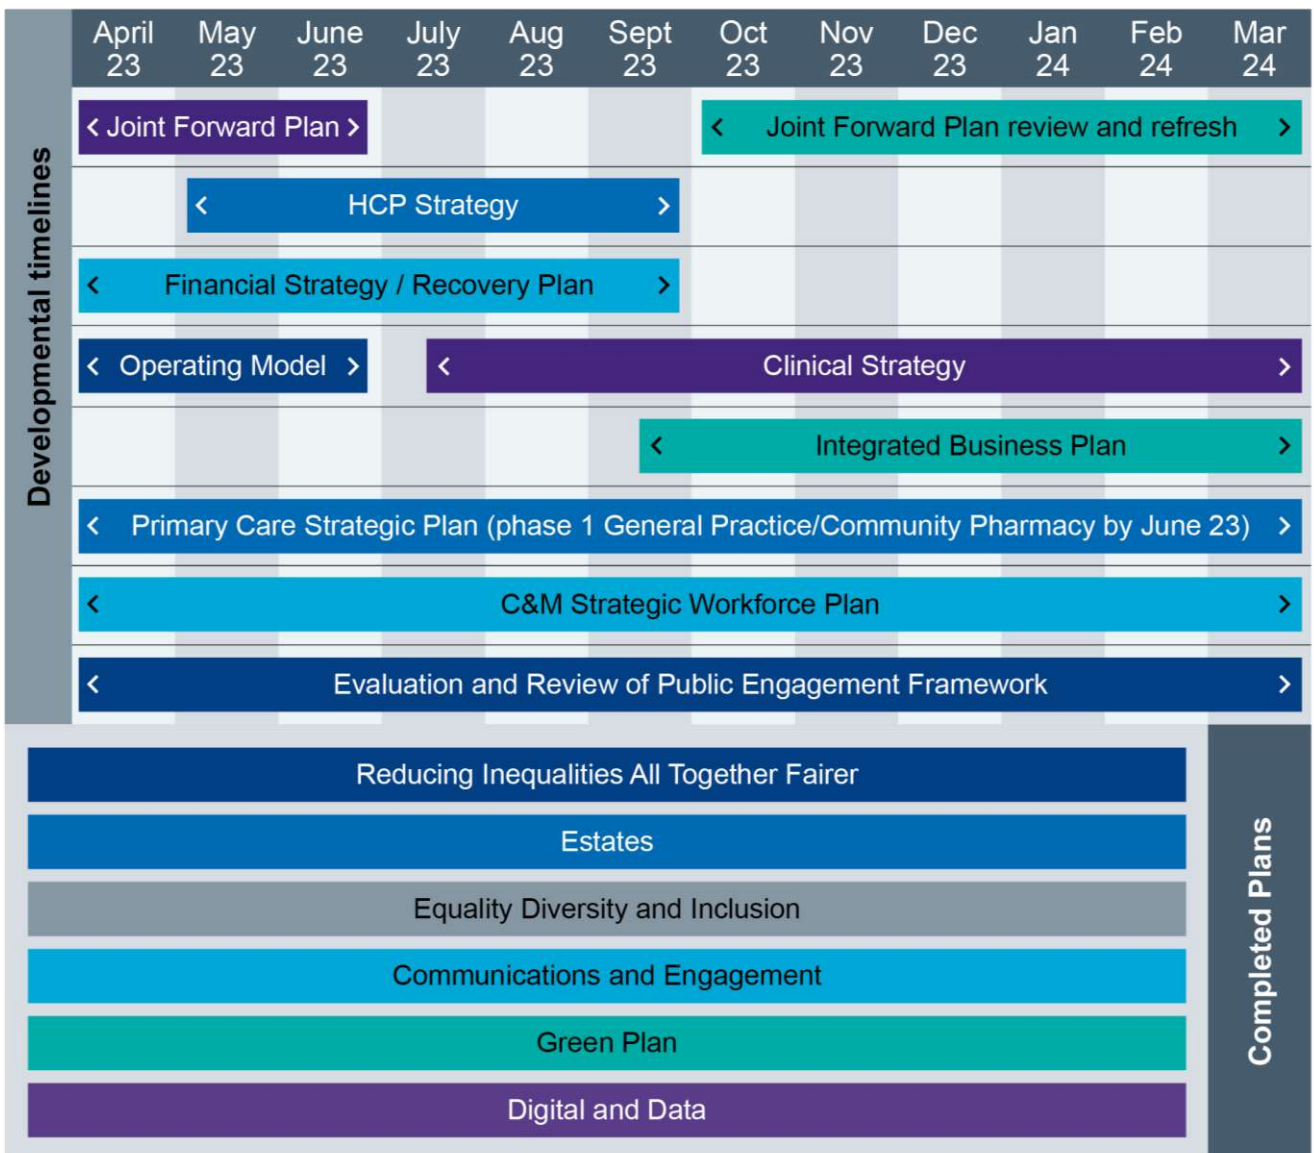 April May June July Aug Sept Oct Nov Dec Jan Feb Mar
23 23 23 23 23 23 23 23 23 24 24 24
Developmental timelines
< Joint Forward Plan >
< Joint Forward Plan review and refresh >
< HCP Strategy >
< Financial Strategy / Recovery Plan >
< Operating Model >
< Clinical Strategy >
< Integrated Business Plan >
< Primary Care Strategic Plan (phase 1 General Practice/Community Pharmacy by June 23) >
< C&M Strategic Workforce Plan >
< Evaluation and Review of Public Engagement Framework >
Reducing Inequalities All Together Fairer
Estates
Equality Diversity and Inclusion
Communications and Engagement
Green Plan
Digital and Data
Completed Plans